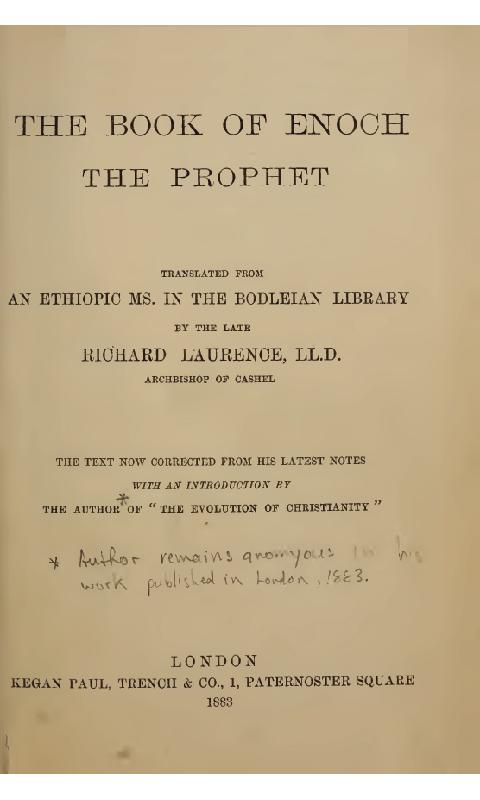 THE BOOK OF ENOCH
THE PROPHET
TRANSLATED FROM
AN ETHIOPIC MS. IN THE BODLEIAN LIBRARY
BY THE LATE
RICHARD LAURENCE, LL.D.
ARCHBISHOP OF CASHEL
THE TEXT NOW CORRECTED FROM HIS LATEST NOTES
WITH AN INTRODUCTION BY
THE AUTHOR* OF "THE EVOLUTION OF CHRISTIANITY"
* Author remains anomyous in his
work published in London, 1883.
LONDON
KEGAN PAUL, TRENCH & CO., 1, PATERNOSTER SQUARE
1883